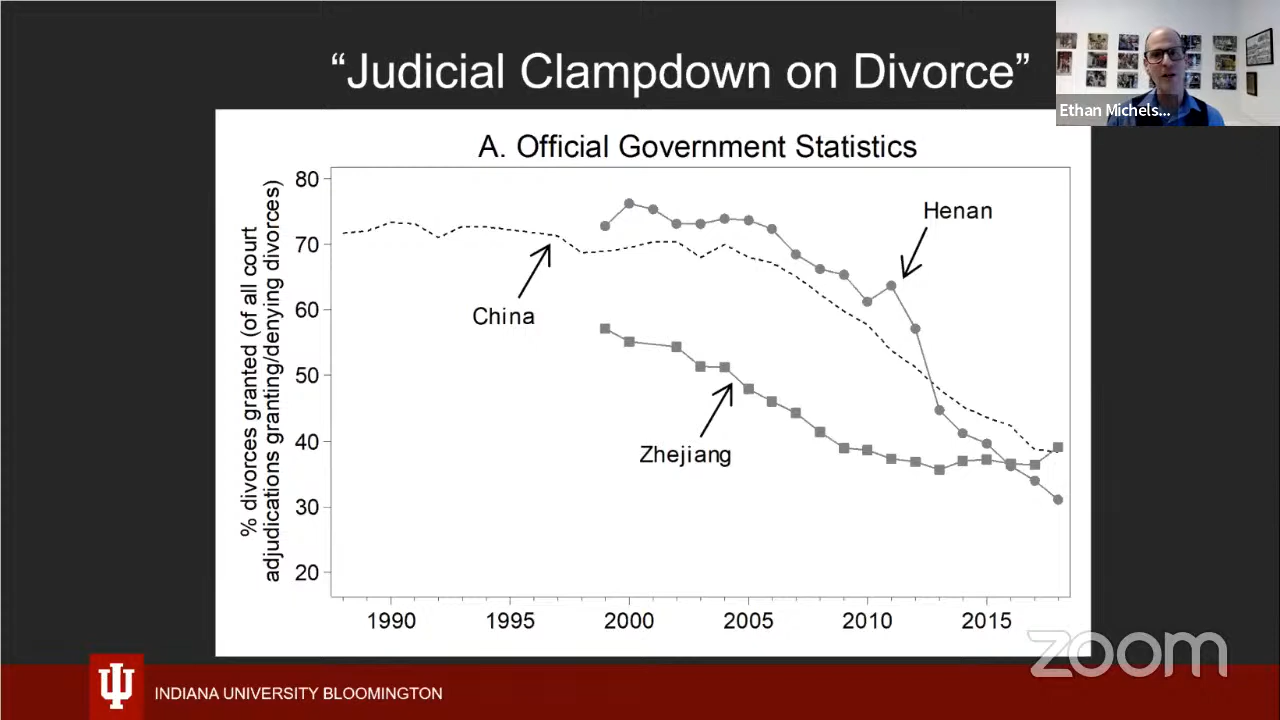 “Judicial Clampdown on Divorce”
Ethan Michels...
A. Official Government Statistics
% divorces granted (of all court
adjudications granting/denying divorces)
80
70
60
50
40
30
20
Henan
China
Zhejiang
1990 1995 2000 2005 2010 2015
zoom
INDIANA UNIVERSITY BLOOMINGTON